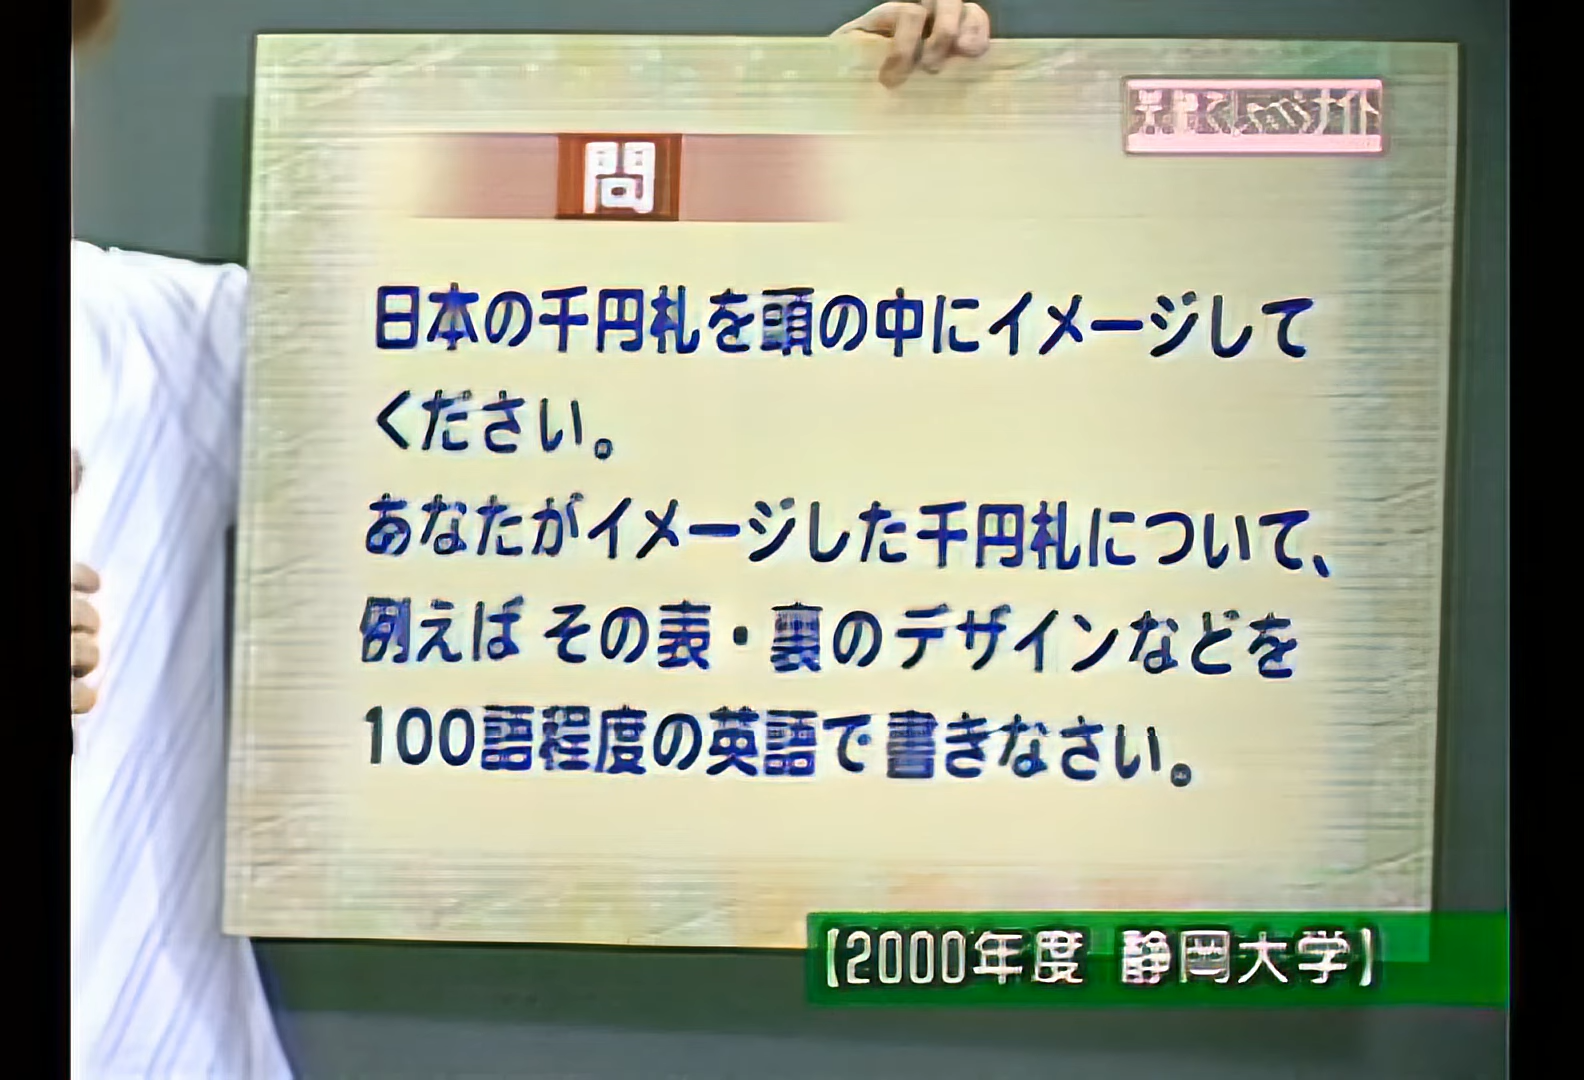 問
日本の千円札を頭の中にイメージして
ください。
あなたがイメージした千円札について、
例えば その表・裏のデザインなどを
100語程度の英語で書きなさい。
【2000年度 静岡大学】